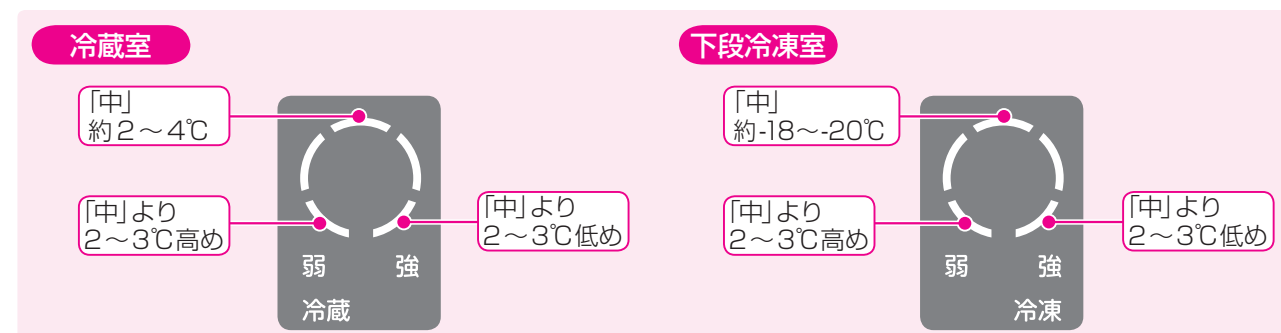 冷蔵室
「中」
約2～4℃
「中」より
2～3℃高め
「中」より
2～3℃低め
弱 強
冷蔵
下段冷凍室
「中」
約-18～-20℃
「中」より
2～3℃高め
「中」より
2～3℃低め
弱 強
冷凍